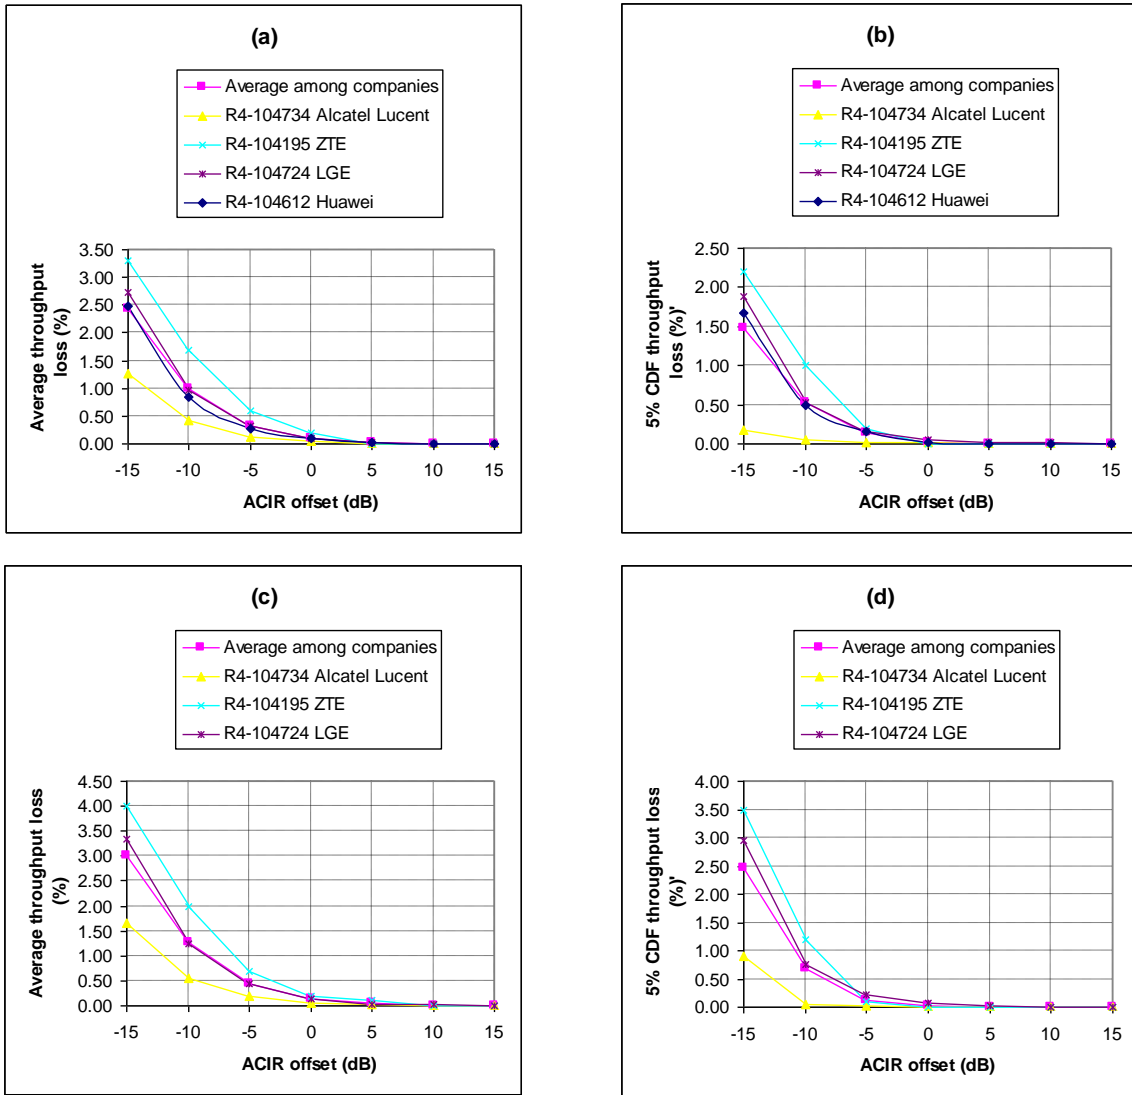 (a)
Average among companies
R4-104734 Alcatel Lucent
R4-104195 ZTE
R4-104724 LGE
R4-104612 Huawei
Average throughput
loss (%)
3.50
3.00
2.50
2.00
1.50
1.00
0.50
0.00
-15 -10 -5 0 5 10 15
ACIR offset (dB)
(b)
Average among companies
R4-104734 Alcatel Lucent
R4-104195 ZTE
R4-104724 LGE
R4-104612 Huawei
5% CDF throughput
loss (%)'
2.50
2.00
1.50
1.00
0.50
0.00
-15 -10 -5 0 5 10 15
ACIR offset (dB)
(c)
Average among companies
R4-104734 Alcatel Lucent
R4-104195 ZTE
R4-104724 LGE
Average throughput loss
(%)
4.50
4.00
3.50
3.00
2.50
2.00
1.50
1.00
0.50
0.00
-15 -10 -5 0 5 10 15
ACIR offset (dB)
(d)
Average among companies
R4-104734 Alcatel Lucent
R4-104195 ZTE
R4-104724 LGE
5% CDF throughput loss
(%)'
4.00
3.50
3.00
2.50
2.00
1.50
1.00
0.50
0.00
-15 -10 -5 0 5 10 15
ACIR offset (dB)